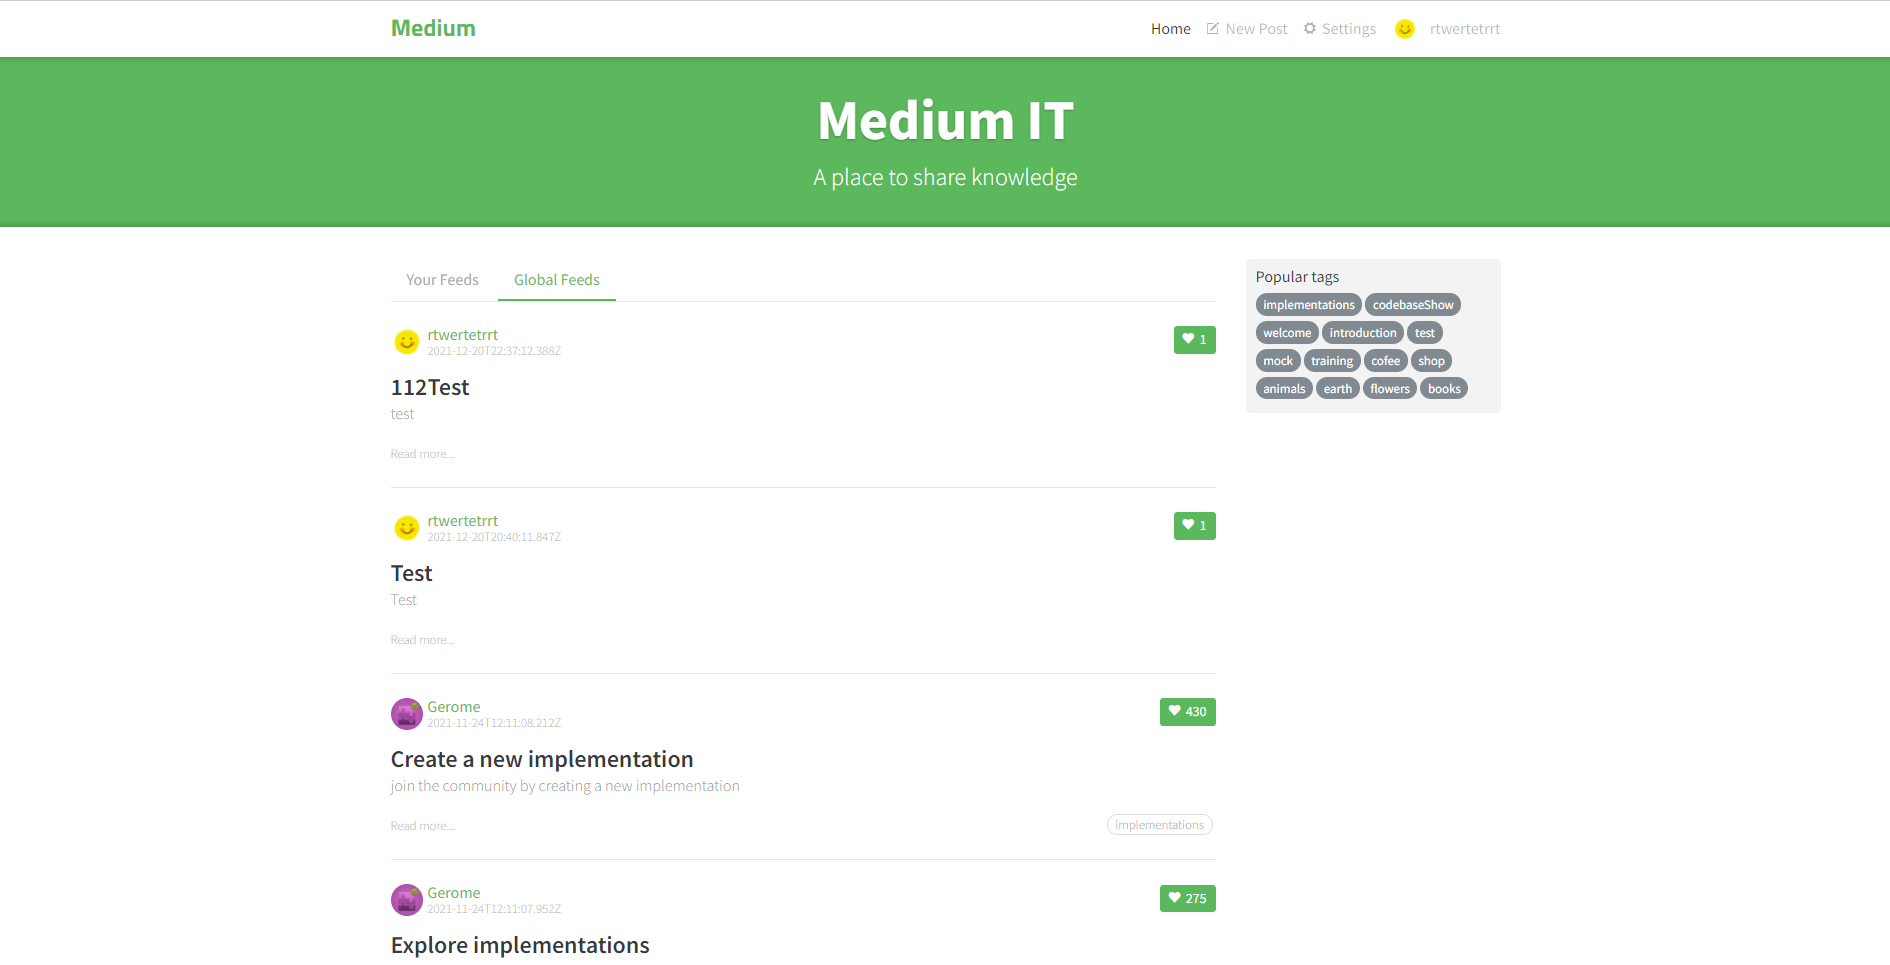 Medium
Home New Post Settings rtwertetrrt
Medium IT
A place to share knowledge
Your Feeds Global Feeds
rtwertetrrt
2021-12-20T22:37:12.388Z
1
112Test
test
Read more...
rtwertetrrt
2021-12-20T20:40:11.847Z
1
Test
Test
Read more...
Gerome
2021-11-24T12:11:08.212Z
430
Create a new implementation
join the community by creating a new implementation
Read more...
implementations
Gerome
2021-11-24T12:11:07.952Z
275
Explore implementations
Popular tags
implementations codebaseShow
welcome introduction test
mock training cofee shop
animals earth flowers books